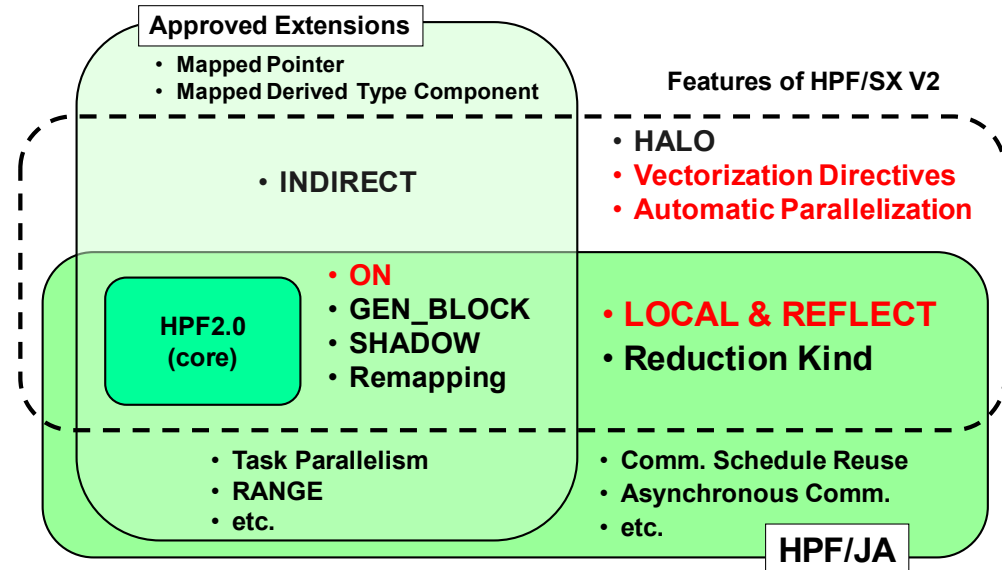 Approved Extensions
• Mapped Pointer
• Mapped Derived Type Component
Features of HPF/SX V2
• HALO
• Vectorization Directives
• Automatic Parallelization
• INDIRECT
HPF2.0
(core)
• ON
• GEN_BLOCK
• SHADOW
• Remapping
• LOCAL & REFLECT
• Reduction Kind
• Task Parallelism
• RANGE
• etc.
• Comm. Schedule Reuse
• Asynchronous Comm.
• etc.
HPF/JA